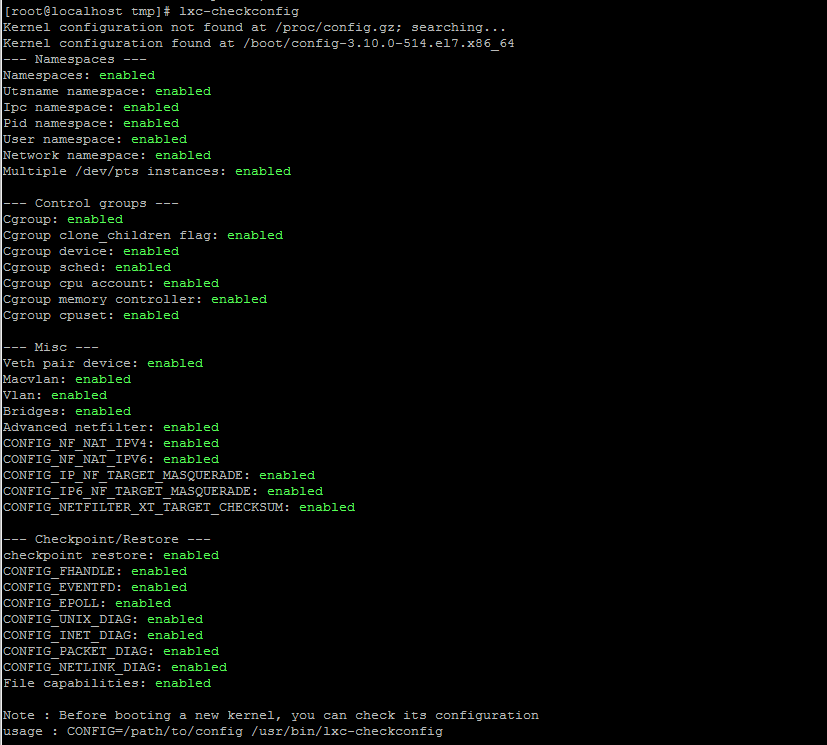 [root@localhost tmp]# lxc-checkconfig
Kernel configuration not found at /proc/config.gz; searching...
Kernel configuration found at /boot/config-3.10.0-514.el7.x86_64
--- Namespaces ---
Namespaces: enabled
Utsname namespace: enabled
Ipc namespace: enabled
Pid namespace: enabled
User namespace: enabled
Network namespace: enabled
Multiple /dev/pts instances: enabled

--- Control groups ---
Cgroup: enabled
Cgroup clone_children flag: enabled
Cgroup device: enabled
Cgroup sched: enabled
Cgroup cpu account: enabled
Cgroup memory controller: enabled
Cgroup cpuset: enabled

--- Misc ---
Veth pair device: enabled
Macvlan: enabled
Vlan: enabled
Bridges: enabled
Advanced netfilter: enabled
CONFIG_NF_NAT_IPV4: enabled
CONFIG_NF_NAT_IPV6: enabled
CONFIG_IP_NF_TARGET_MASQUERADE: enabled
CONFIG_IP6_NF_TARGET_MASQUERADE: enabled
CONFIG_NETFILTER_XT_TARGET_CHECKSUM: enabled

--- Checkpoint/Restore ---
checkpoint restore: enabled
CONFIG_FHANDLE: enabled
CONFIG_EVENTFD: enabled
CONFIG_EPOLL: enabled
CONFIG_UNIX_DIAG: enabled
CONFIG_INET_DIAG: enabled
CONFIG_PACKET_DIAG: enabled
CONFIG_NETLINK_DIAG: enabled
File capabilities: enabled

Note : Before booting a new kernel, you can check its configuration
usage : CONFIG=/path/to/config /usr/bin/lxc-checkconfig